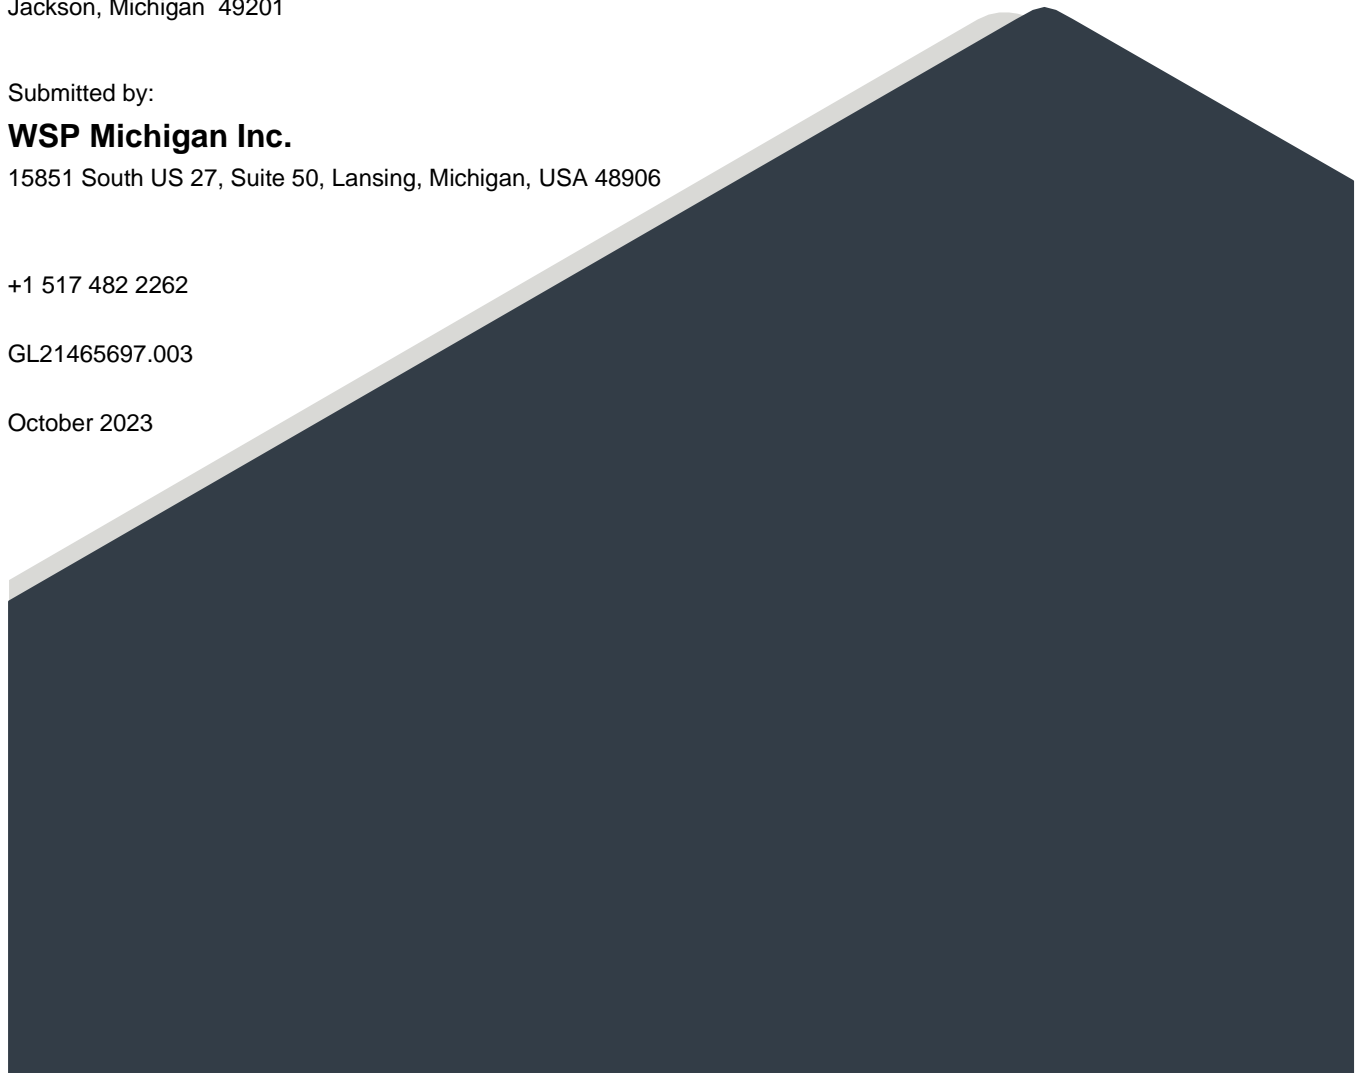 Jackson, Michigan  49201
Submitted by:
WSP Michigan Inc.
15851 South US 27, Suite 50, Lansing, Michigan, USA 48906
+1 517 482 2262
GL21465697.003
October 2023